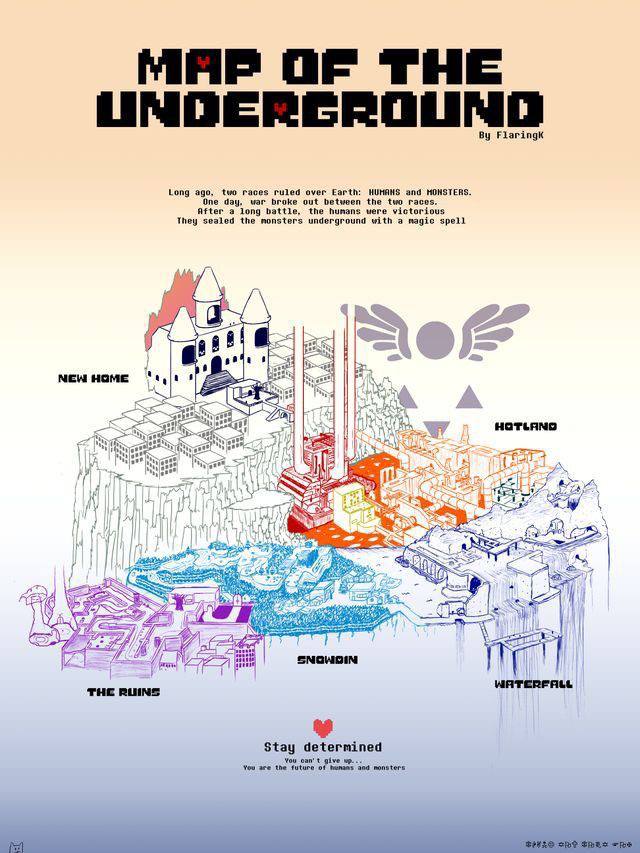 MAP OF THE
UNDERGROUND
By FlaringK
Long ago, two races ruled over Earth: HUMANS and MONSTERS.
One day, war broke out between the two races.
After a long battle, the humans were victorious
They sealed the monsters underground with a magic spell
NEW HOME
HOTLAND
SNOWDIN
THE RUINS
WATERFALL
Stay determined
You can't give up...
You are the future of humans and monsters